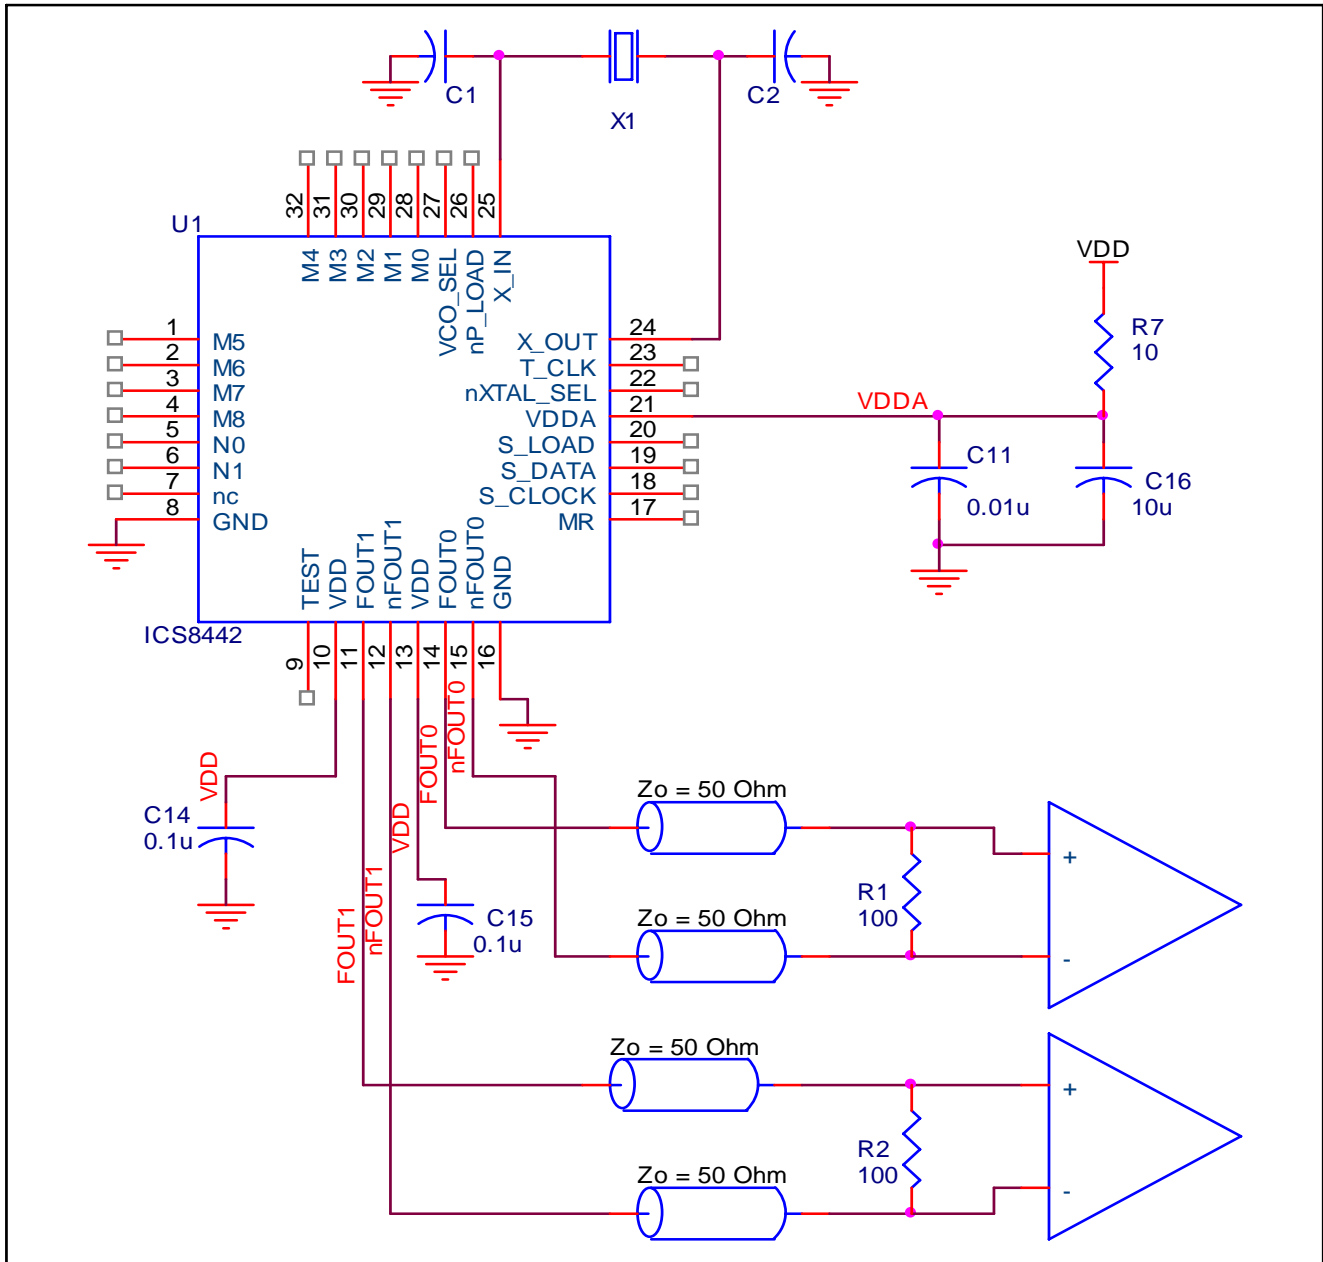 C1
X1
C2
32
31
30
29
28
27
26
25
U1
M4
M3
M2
M1
M0
VCO_SEL
nP_LOAD
X_IN
VDD
R7
10
1
M5
2
M6
3
M7
4
M8
5
N0
6
N1
7
nc
8
GND
24
X_OUT
23
T_CLK
22
nXTAL_SEL
21
VDDA
20
S_LOAD
19
S_DATA
18
S_CLOCK
17
MR
VDDA
C11
0.01u
C16
10u
TEST
VDD
FOUT1
nFOUT1
VDD
FOUT0
nFOUT0
GND
ICS8442
9
10
11
12
13
14
15
16
VDD
C14
0.1u
FOUT1
nFOUT1
VDD
FOUT0
nFOUT0
C15
0.1u
Zo = 50 Ohm
R1
100
+
-
Zo = 50 Ohm
Zo = 50 Ohm
R2
100
+
-
Zo = 50 Ohm